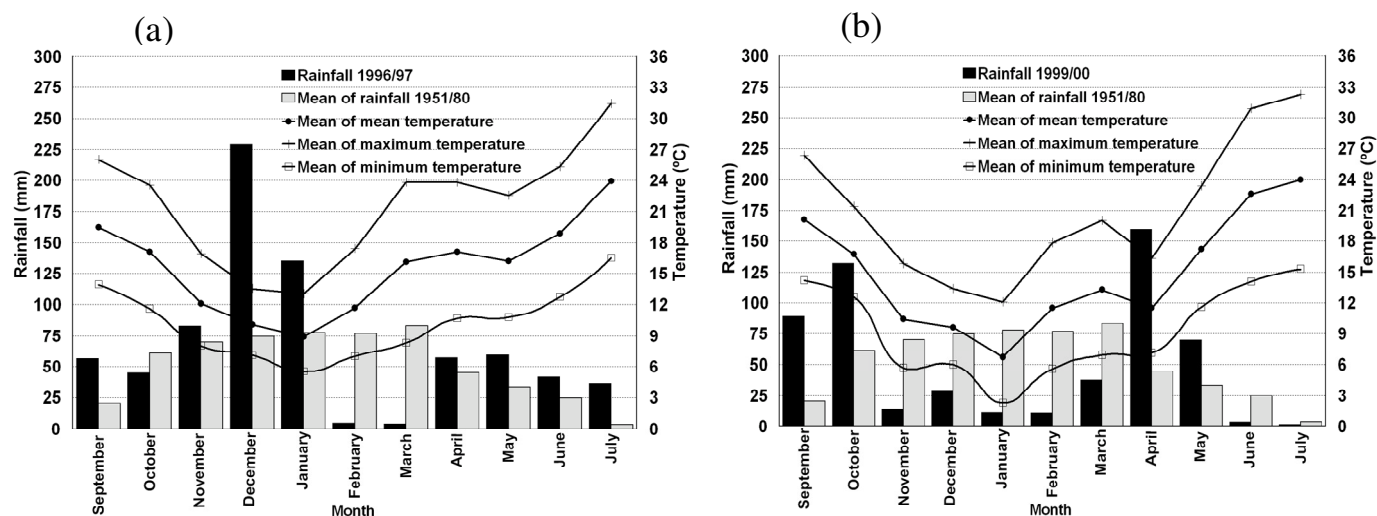 (a)
300
275
250
225
200
175
150
125
100
75
50
25
0
Rainfall (mm)
Rainfall 1996/97
Mean of rainfall 1951/80
Mean of mean temperature
Mean of maximum temperature
Mean of minimum temperature
36
33
30
27
24
21
18
15
12
9
6
3
0
Temperature (ºC)
September
October
November
December
January
February
March
April
May
June
July
Month
(b)
300
275
250
225
200
175
150
125
100
75
50
25
0
Rainfall (mm)
Rainfall 1999/00
Mean of rainfall 1951/80
Mean of mean temperature
Mean of maximum temperature
Mean of minimum temperature
36
33
30
27
24
21
18
15
12
9
6
3
0
Temperature (ºC)
September
October
November
December
January
February
March
April
May
June
July
Month